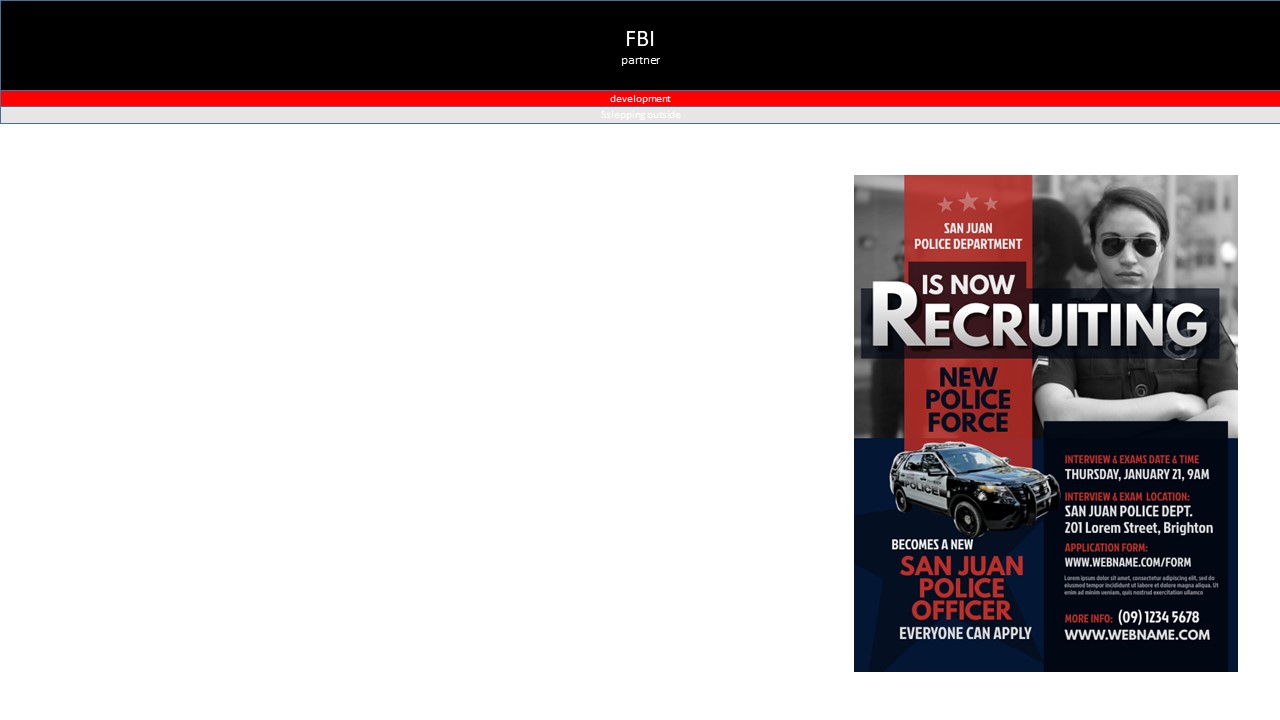 FBI
partner
development
Sslepping outside
SAN JUAN
POLICE DEPARTMENT
IS NOW
RECRUITING
NEW
POLICE
FORCE
POLICE
INTERVIEW & EXAMS DATE & TIME
THURSDAY, JANUARY 21, 9AM
INTERVIEW & EXAM LOCATION:
SAN JUAN POLICE DEPT.
201 Lorem Street, Brighton
APPLICATION FORM:
WWW.WEBNAME.COM/FORM
Lorem ipsum dolor sit amet, consectetur adipiscing elit, sed do
eiusmod tempor incididunt ut labore et dolore magna aliqua. Ut
enim ad minim veniam, quis nostrud exercitation ullamco
MORE INFO: (09) 1234 5678
WWW.WEBNAME.COM
BECOMES A NEW
SAN JUAN
POLICE
OFFICER
EVERYONE CAN APPLY